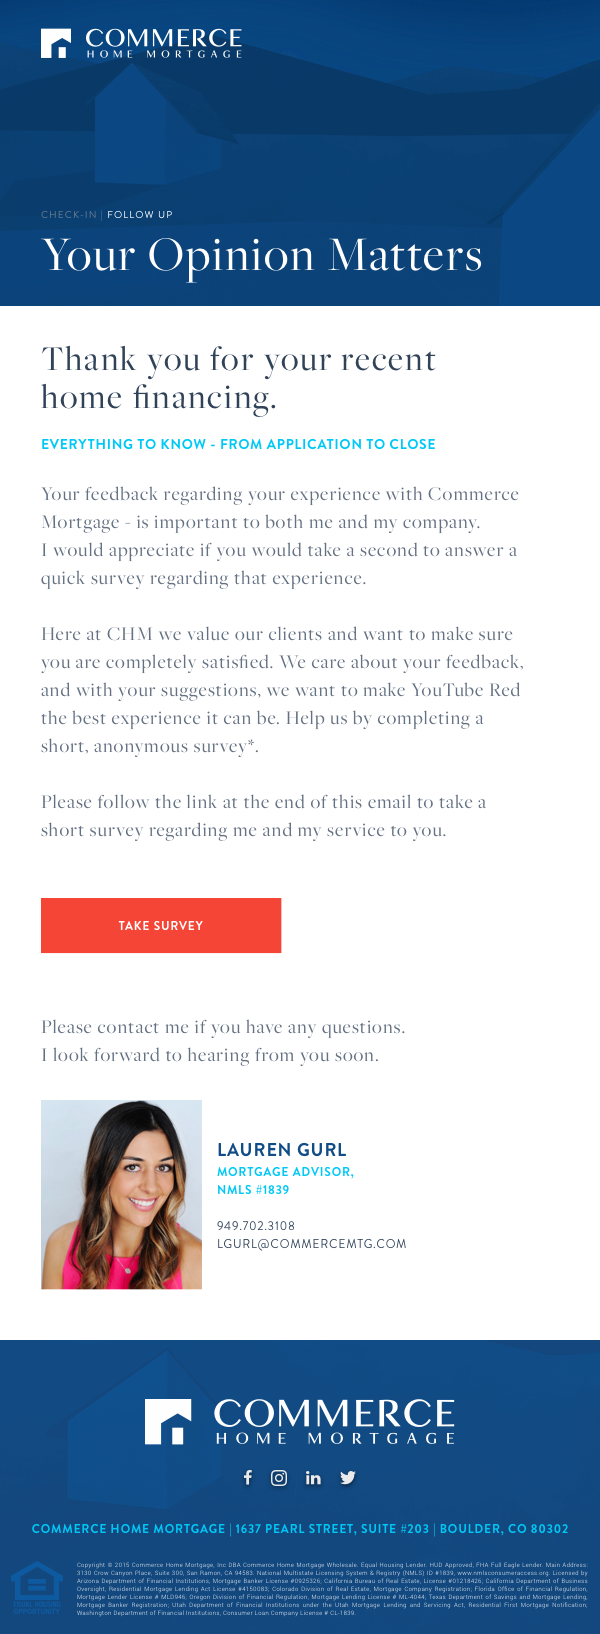 COMMERCE
HOME MORTGAGE
CHECK-IN | FOLLOW UP
Your Opinion Matters
Thank you for your recent
home financing.
EVERYTHING TO KNOW - FROM APPLICATION TO CLOSE
Your feedback regarding your experience with Commerce
Mortgage - is important to both me and my company.
I would appreciate if you would take a second to answer a
quick survey regarding that experience.
Here at CHM we value our clients and want to make sure
you are completely satisfied. We care about your feedback,
and with your suggestions, we want to make YouTube Red
the best experience it can be. Help us by completing a
short, anonymous survey*.
Please follow the link at the end of this email to take a
short survey regarding me and my service to you.
TAKE SURVEY
Please contact me if you have any questions.
I look forward to hearing from you soon.
LAUREN GURL
MORTGAGE ADVISOR,
NMLS #1839
949.702.3108
LGURL@COMMERCEMTG.COM
COMMERCE
HOME MORTGAGE
COMMERCE HOME MORTGAGE | 1637 PEARL STREET, SUITE #203 | BOULDER, CO 80302
Copyright © 2015 Commerce Home Mortgage, Inc DBA Commerce Home Mortgage Wholesale. Equal Housing Lender. HUD Approved, FHA Full Eagle Lender. Main Address:
3130 Crow Canyon Place, Suite 300, San Ramon, CA 94583. National Multistate Licensing System & Registry (NMLS) ID #1839, www.nmlsconsumeraccess.org. Licensed by
Arizona Department of Financial Institutions, Mortgage Banker License #0925326; California Bureau of Real Estate, License #01218426; California Department of Business
Oversight, Residential Mortgage Lending Act License #4150083; Colorado Division of Real Estate, Mortgage Company Registration; Florida Office of Financial Regulation,
Mortgage Lender License # MLD946; Oregon Division of Financial Regulation, Mortgage Lending License # ML-4044; Texas Department of Savings and Mortgage Lending,
Mortgage Banker Registration; Utah Department of Financial Institutions under the Utah Mortgage Lending and Servicing Act, Residential First Mortgage Notification;
Washington Department of Financial Institutions, Consumer Loan Company License # CL-1839.
EQUAL HOUSING
OPPORTUNITY